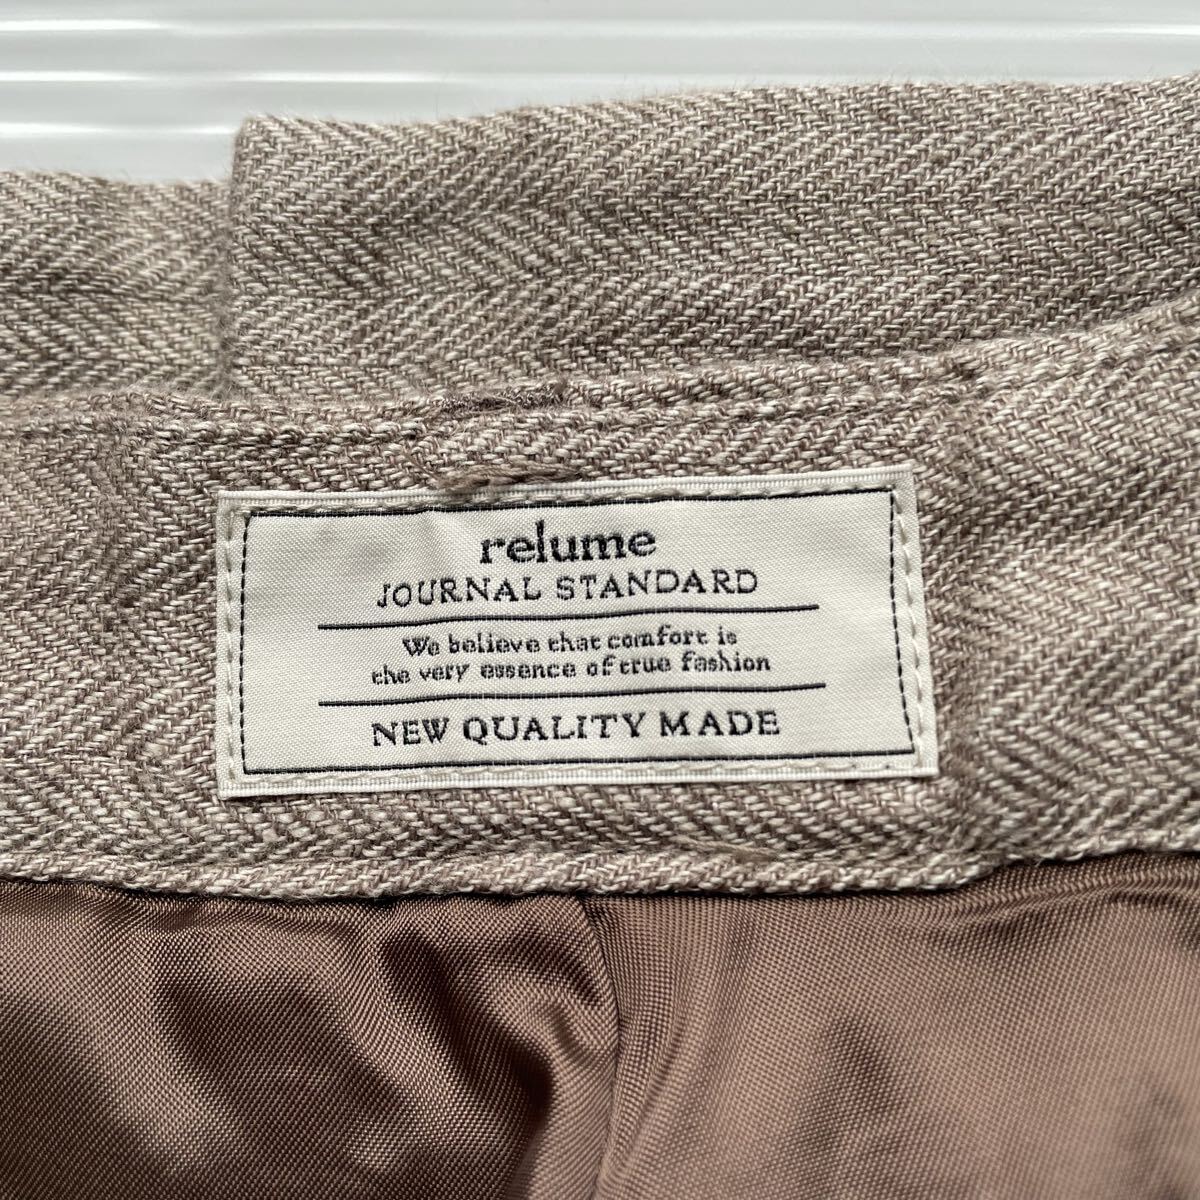 relume
JOURNAL STANDARD
We believe that comfort is
the very essence of true fashion
NEW QUALITY MADE